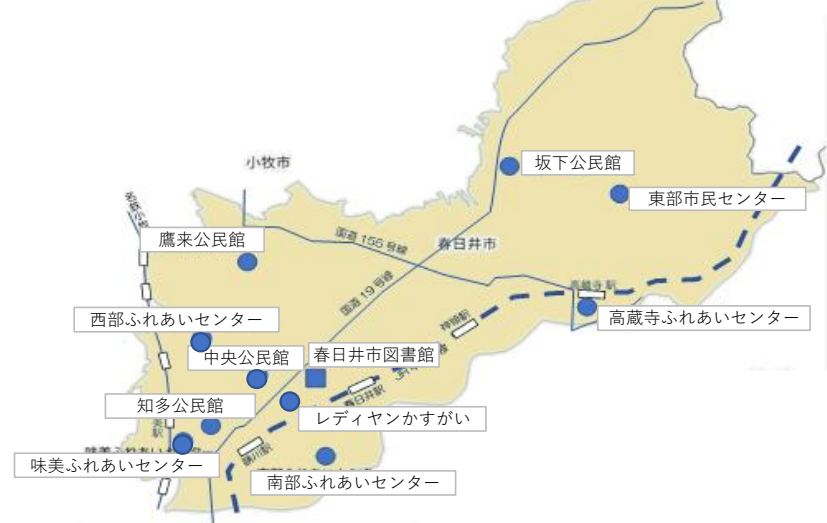 小牧市
坂下公民館
東部市民センター
鷹来公民館
国道 155 号線
春日井市
国道 19 号線
高蔵寺 駅
高蔵寺ふれあいセンター
西部ふれあいセンター
神領駅
中央公民館
春日井市図書館
春日井駅
知多公民館
レディヤンかすがい
勝川駅
味美ふれあいセンター
南部ふれあいセンター